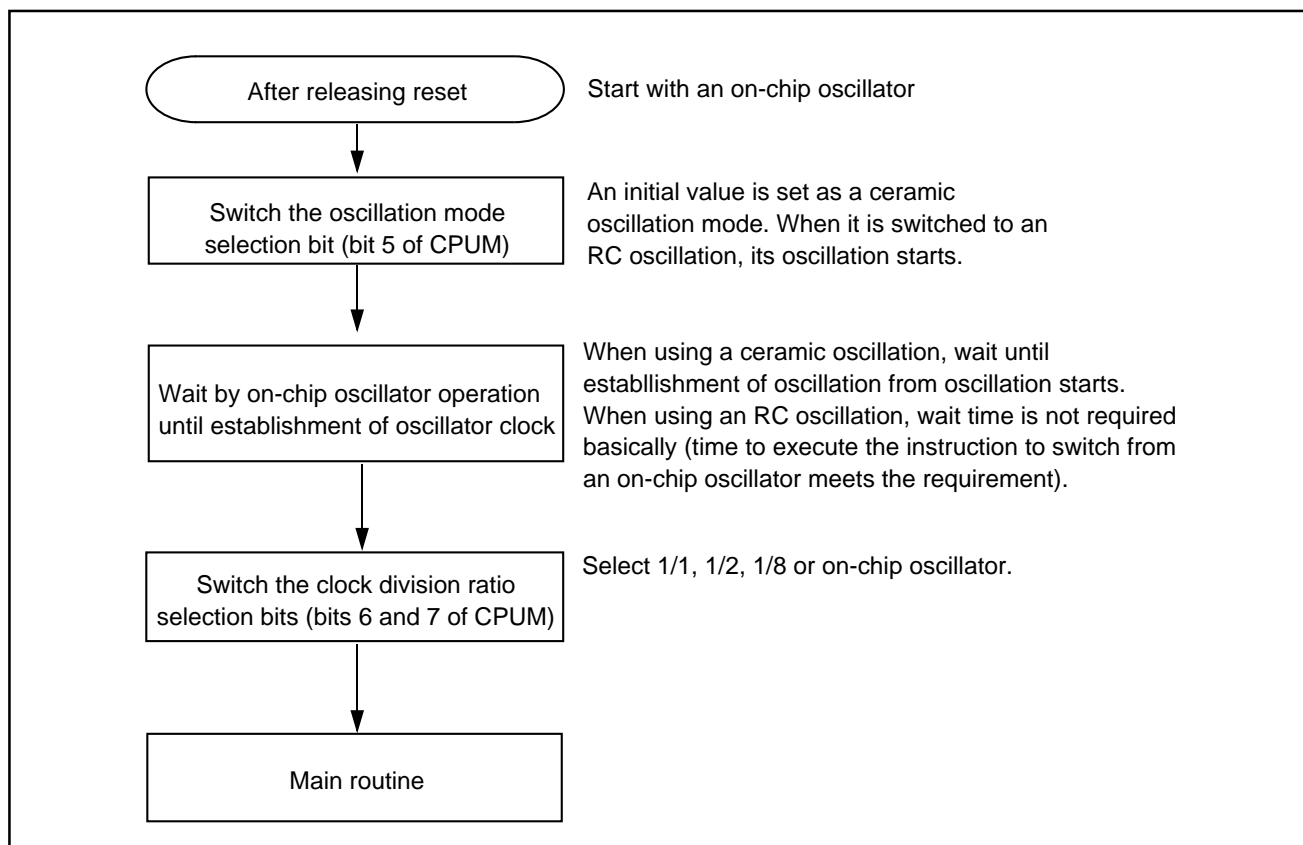 After releasing reset
Start with an on-chip oscillator
Switch the oscillation mode
selection bit (bit 5 of CPUM)
An initial value is set as a ceramic
oscillation mode. When it is switched to an
RC oscillation, its oscillation starts.
Wait by on-chip oscillator operation
until establishment of oscillator clock
When using a ceramic oscillation, wait until
establlishment of oscillation from oscillation starts.
When using an RC oscillation, wait time is not required
basically (time to execute the instruction to switch from
an on-chip oscillator meets the requirement).
Switch the clock division ratio
selection bits (bits 6 and 7 of CPUM)
Select 1/1, 1/2, 1/8 or on-chip oscillator.
Main routine